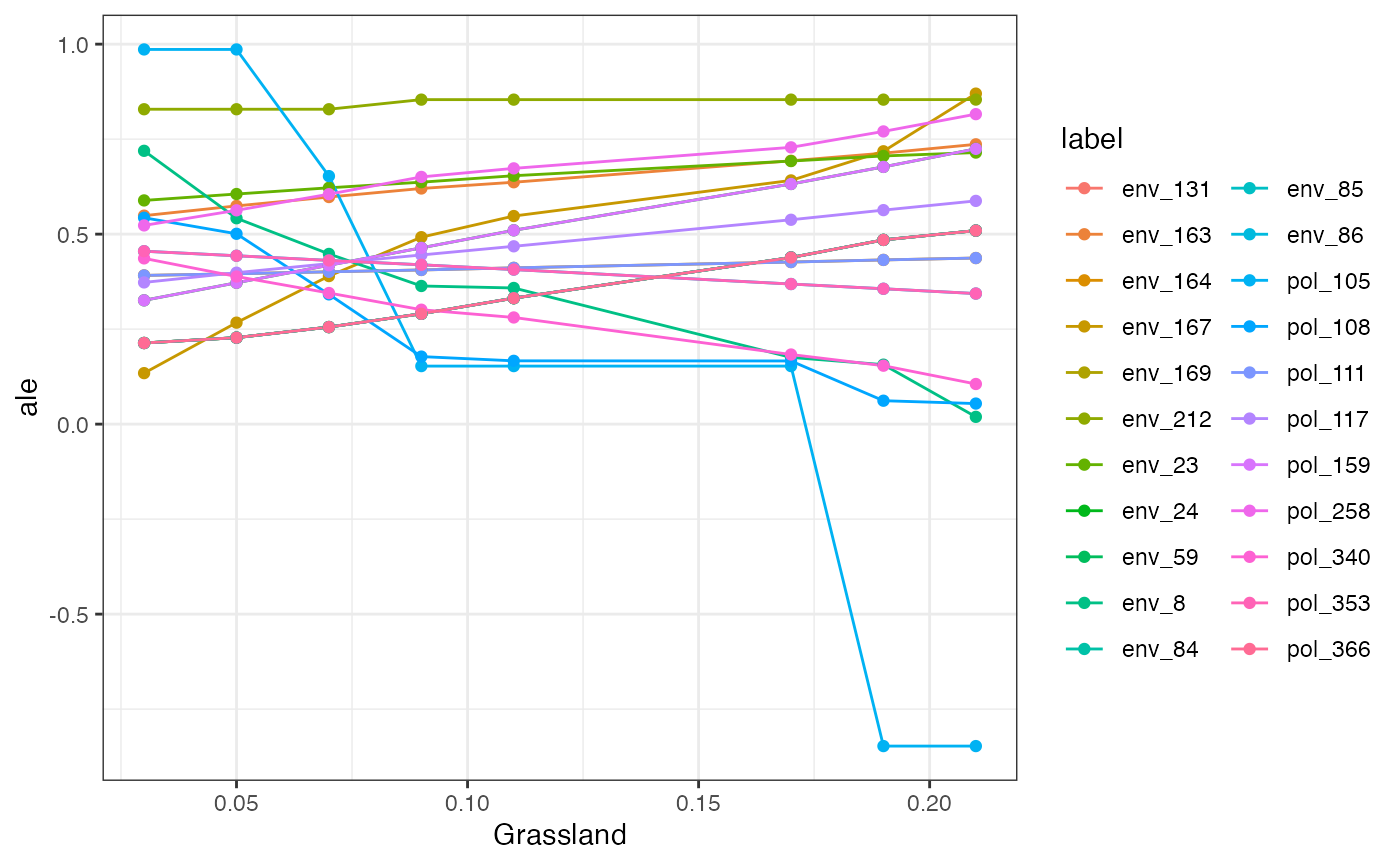 1.0
0.5
0.0
-0.5
ale
0.05 0.10 0.15 0.20
Grassland
label
env_131 env_85
env_163 env_86
env_164 pol_105
env_167 pol_108
env_169 pol_111
env_212 pol_117
env_23 pol_159
env_24 pol_258
env_59 pol_340
env_8 pol_353
env_84 pol_366